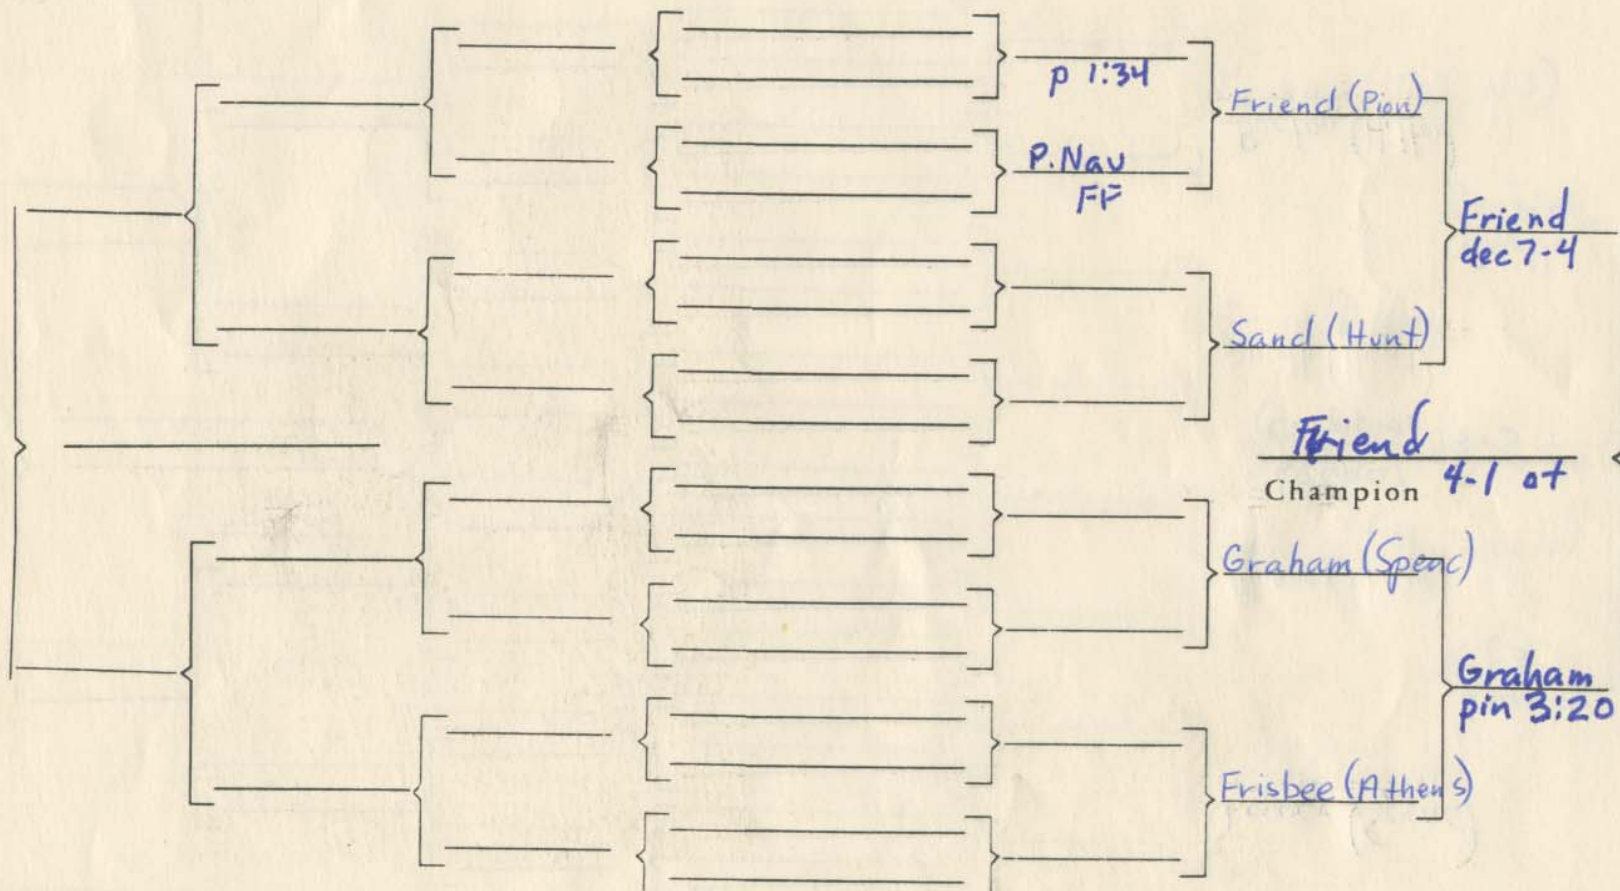 p 1:34
Friend (Pion)
P. Nav
FF
Friend
dec 7-4
Sand (Hunt)
Friend
Champion 4-1 ot
Graham (Spenc)
Graham
pin 3:20
Frisbee (Athens)